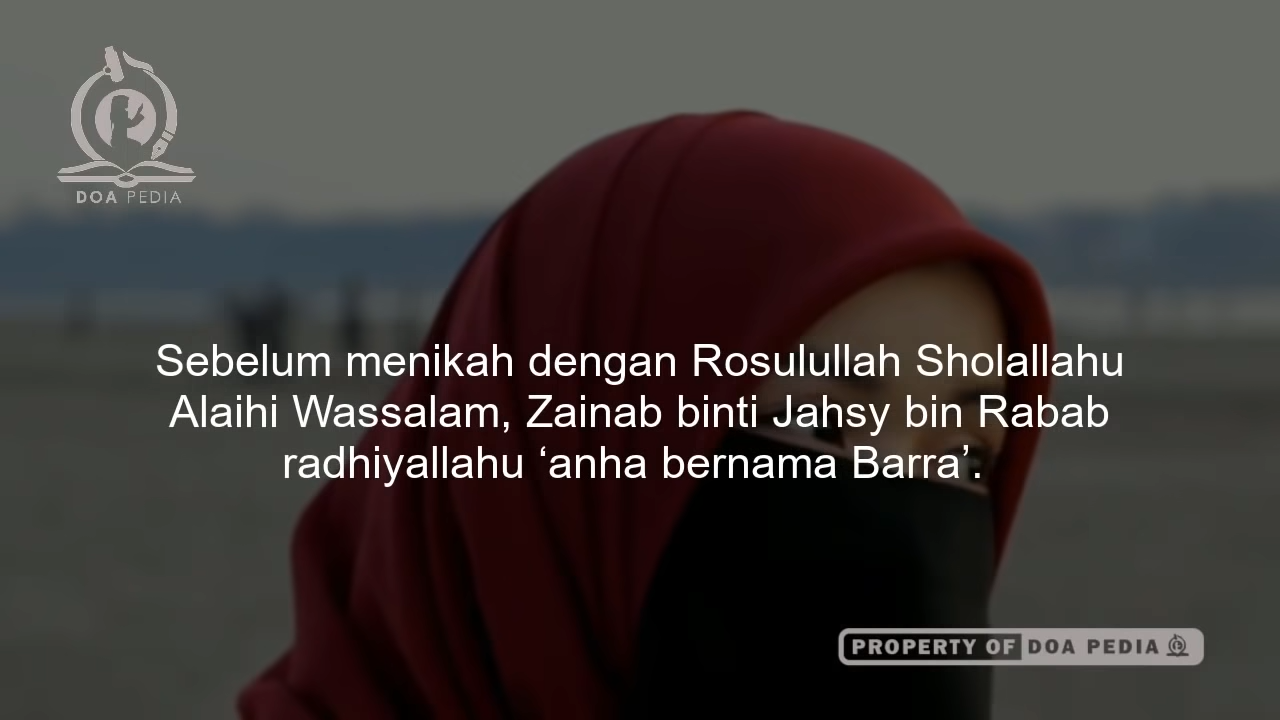 DOA PEDIA
Sebelum menikah dengan Rosulullah Sholallahu
Alaihi Wassalam, Zainab binti Jahsy bin Rabab
radhiyallahu ‘anha bernama Barra’.
PROPERTY OF DOA PEDIA